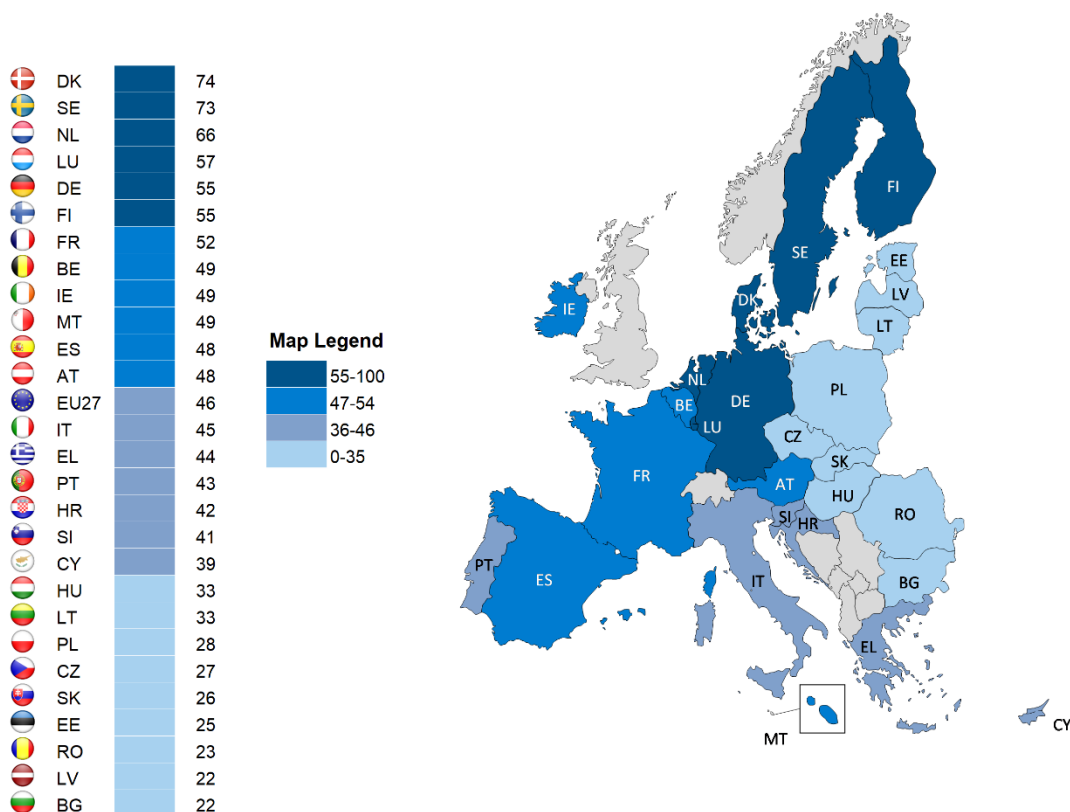 DK 74
SE 73
NL 66
LU 57
DE 55
FI 55
FR 52
BE 49
IE 49
MT 49
ES 48
AT 48
EU27 46
IT 45
EL 44
PT 43
HR 42
SI 41
CY 39
HU 33
LT 33
PL 28
CZ 27
SK 26
EE 25
RO 23
LV 22
BG 22
Map Legend
55-100
47-54
36-46
0-35
FI
SE
EE
LV
LT
DK
IE
NL
BE
DE
PL
LU
CZ
SK
FR
AT
HU
SI
HR
RO
PT
ES
IT
BG
EL
MT
CY